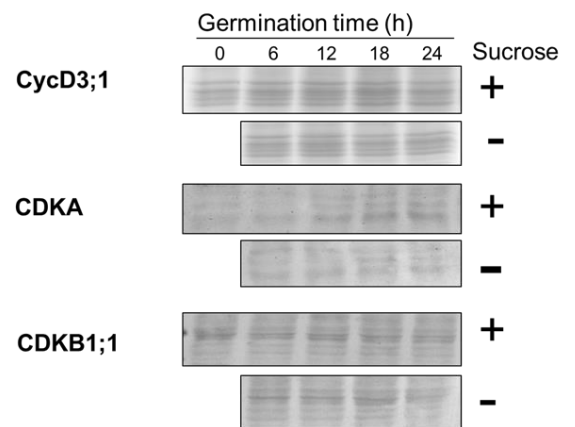 Germination time (h)
0 6 12 18 24 Sucrose
CycD3;1 +
-
CDKA +
-
CDKB1;1 +
-